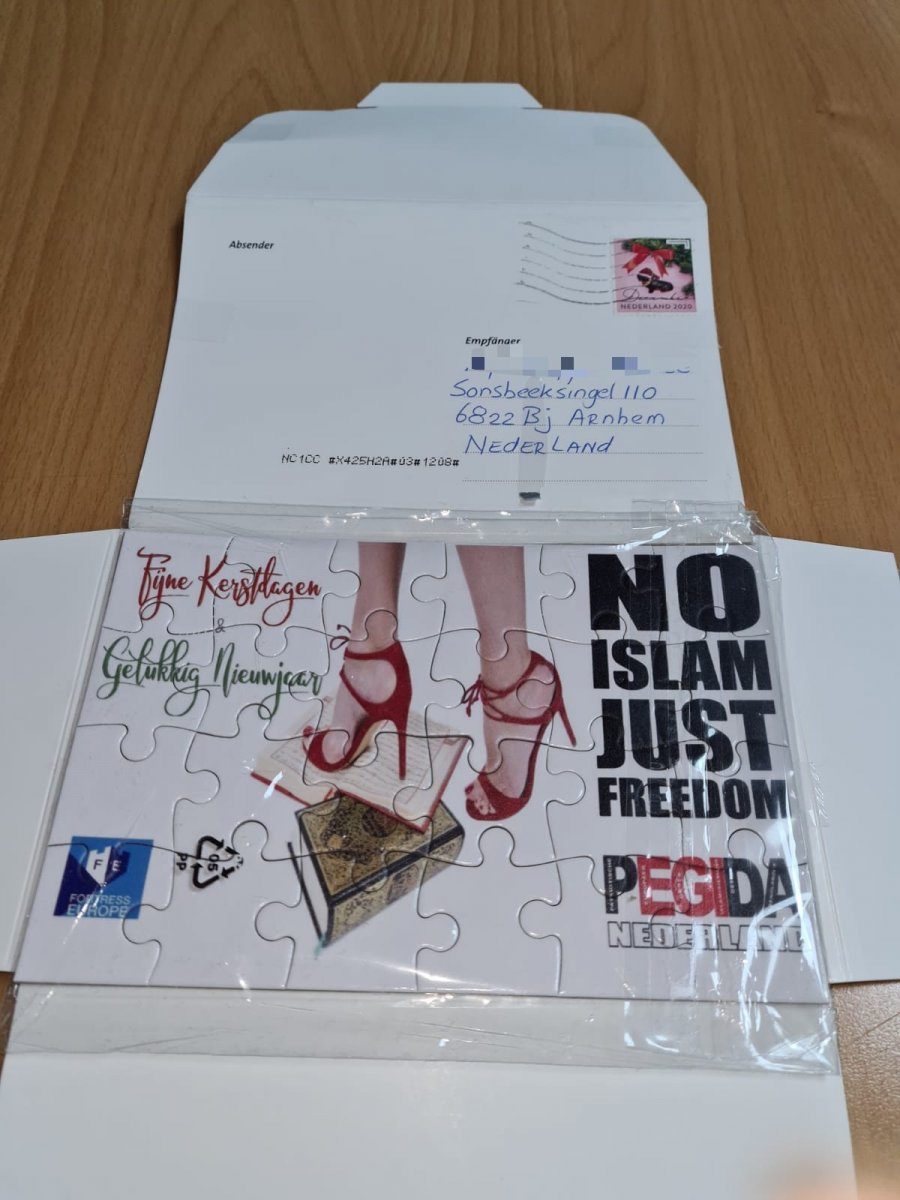 Absender
December
NEDERLAND 2020
Empfänger
Sonsbeeksingel 110
6822 Bj Arnhem
NEDERLAND
NC1CC #X425H2A#03#1208#
Fijne Kerstdagen
&
Gelukkig Nieuwjaar
NO
ISLAM
JUST
FREEDOM
F E
FORTRESS
EUROPE
05
PP
PEGIDA
NEDERLAND